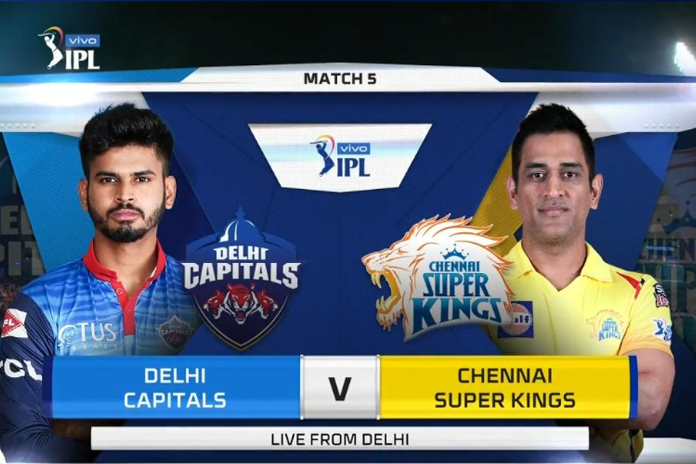 vivo
IPL
MATCH 5
vivo
IPL
DELHI
CAPITALS
CHENNAI
SUPER
KINGS
DELHI
CAPITALS
V
CHENNAI
SUPER KINGS
LIVE FROM DELHI